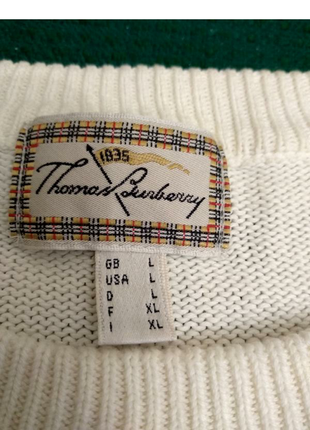 1835
Thomas Burberry
GB L
USA L
D L
F XL
I XL